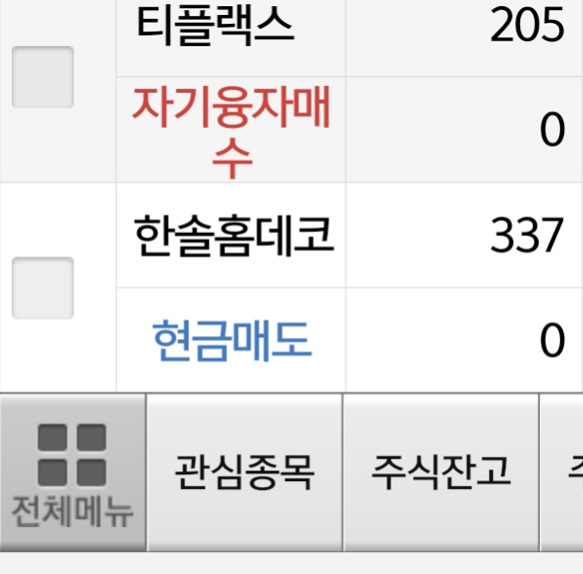 티플랙스 205
자기융자매
수 0
한솔홈데코 337
현금매도 0
전체메뉴 관심종목 주식잔고